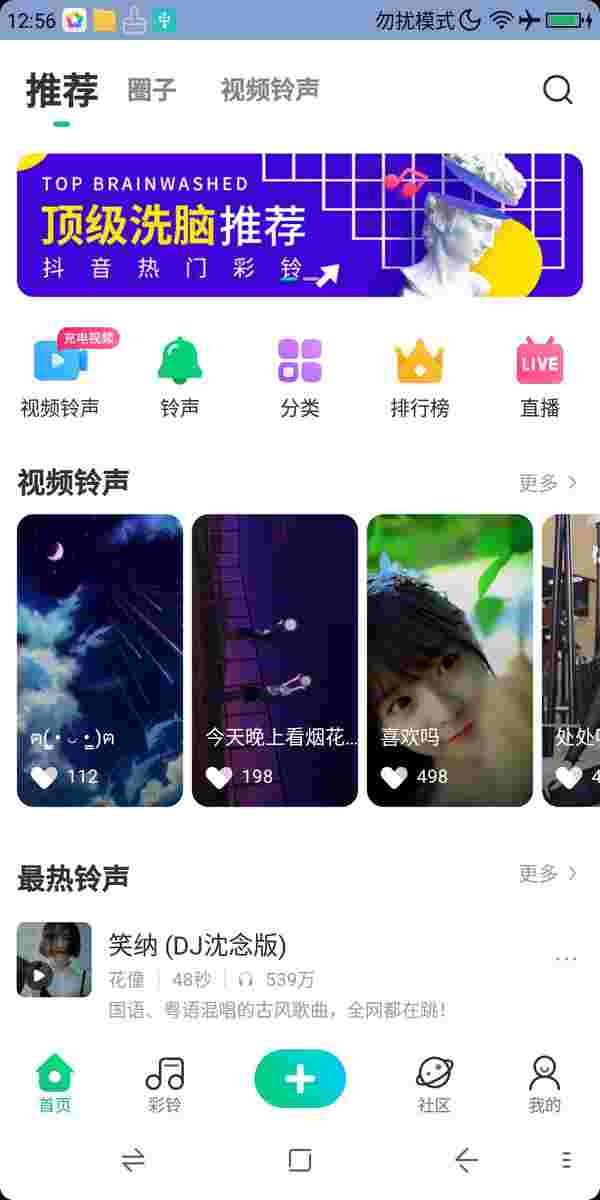 12:56 勿扰模式
推荐 圈子 视频铃声
TOP BRAINWASHED
顶级洗脑推荐
抖音热门彩铃
充电视频
LIVE
视频铃声 铃声 分类 排行榜 直播
视频铃声 更多
今天晚上看烟花... 喜欢吗 处处
112 198 498 4
最热铃声 更多
笑纳 (DJ沈念版)
花僮 48秒 539万
国语、粤语混唱的古风歌曲，全网都在跳！
首页 彩铃 社区 我的